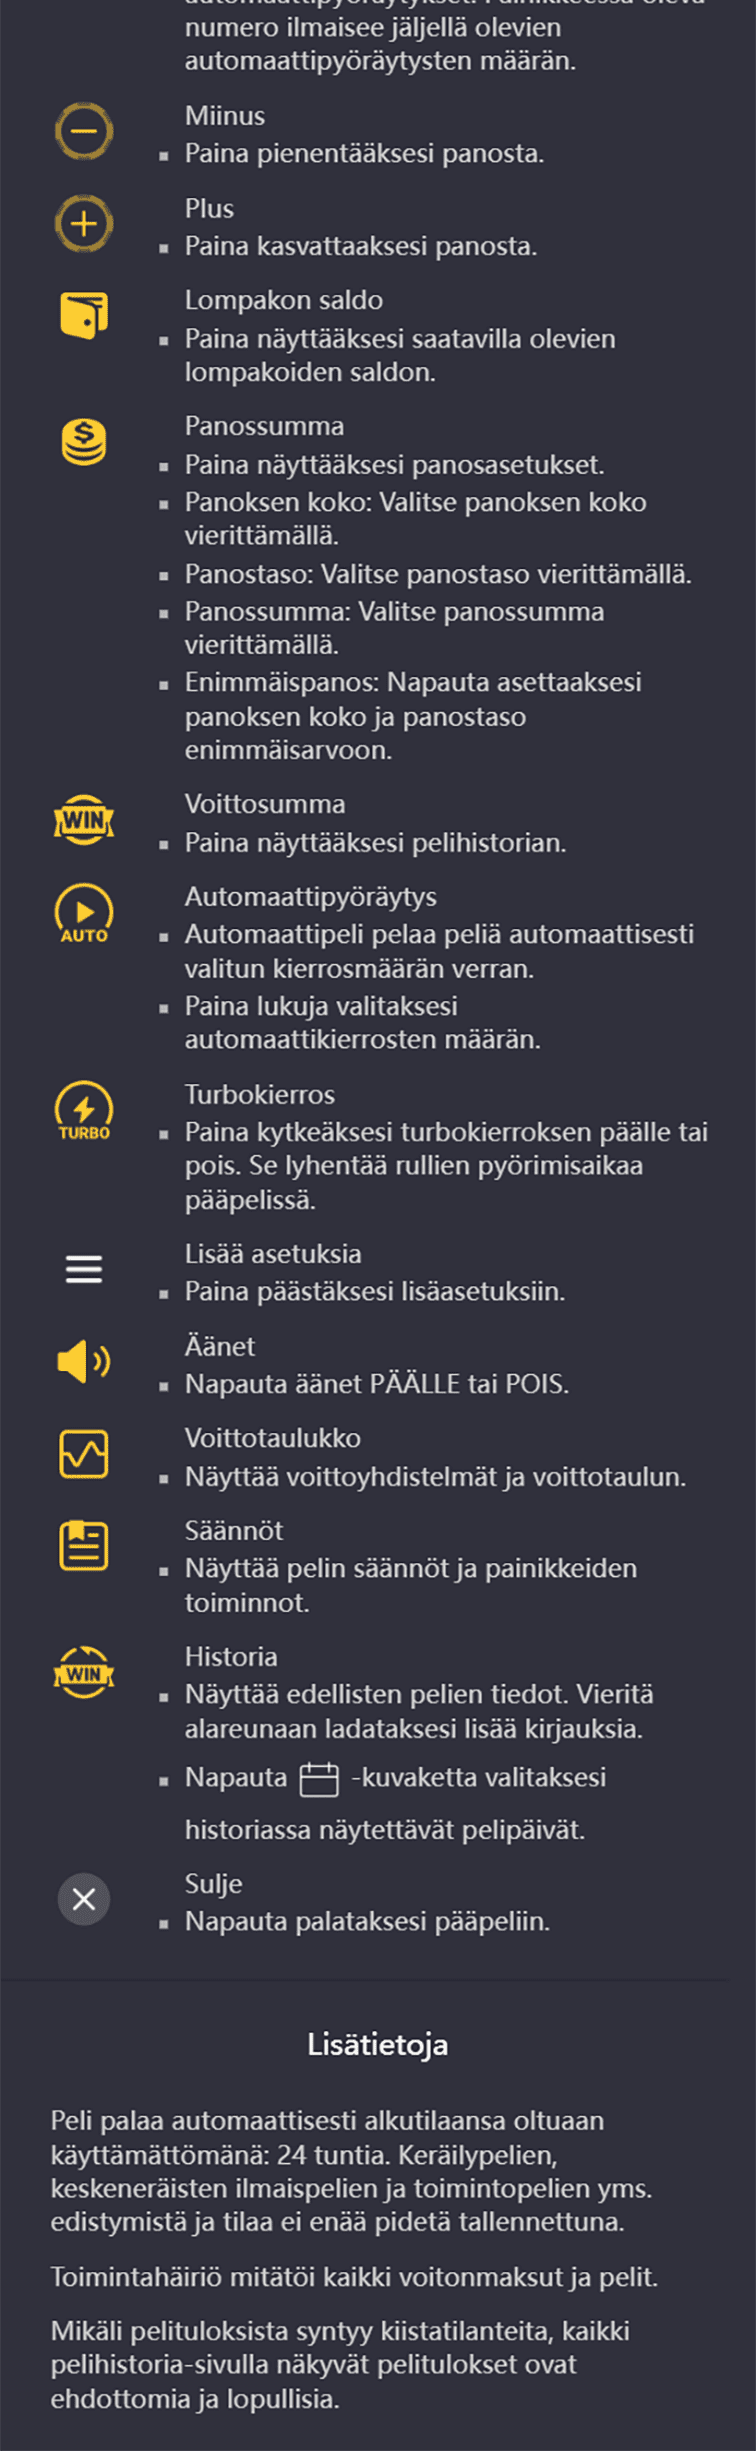 numero ilmaisee jäljellä olevien
automaattipyöräytysten määrän.
Miinus
Paina pienentääksesi panosta.
Plus
Paina kasvattaaksesi panosta.
Lompakon saldo
Paina näyttääksesi saatavilla olevien
lompakoiden saldon.
Panossumma
Paina näyttääksesi panosasetukset.
Panoksen koko: Valitse panoksen koko
vierittämällä.
Panostaso: Valitse panostaso vierittämällä.
Panossumma: Valitse panossumma
vierittämällä.
Enimmäispanos: Napauta asettaaksesi
panoksen koko ja panostaso
enimmäisarvoon.
WIN
Voittosumma
Paina näyttääksesi pelihistorian.
AUTO
Automaattipyöräytys
Automaattipeli pelaa peliä automaattisesti
valitun kierrosmäärän verran.
Paina lukuja valitaksesi
automaattikierrosten määrän.
TURBO
Turbokierros
Paina kytkeäksesi turbokierroksen päälle tai
pois. Se lyhentää rullien pyörimisaikaa
pääpelissä.
Lisää asetuksia
Paina päästäksesi lisäasetuksiin.
Äänet
Napauta äänet PÄÄLLE tai POIS.
Voittotaulukko
Näyttää voittoyhdistelmät ja voittotaulun.
Säännöt
Näyttää pelin säännöt ja painikkeiden
toiminnot.
WIN
Historia
Näyttää edellisten pelien tiedot. Vieritä
alareunaan ladataksesi lisää kirjauksia.
Napauta -kuvaketta valitaksesi
historiassa näytettävät pelipäivät.
Sulje
Napauta palataksesi pääpeliin.
Lisätietoja
Peli palaa automaattisesti alkutilaansa oltuaan
käyttämättömänä: 24 tuntia. Keräilypelien,
keskeneräisten ilmaispelien ja toimintopelien yms.
edistymistä ja tilaa ei enää pidetä tallennettuna.
Toimintahäiriö mitätöi kaikki voitonmaksut ja pelit.
Mikäli pelituloksista syntyy kiistatilanteita, kaikki
pelihistoria-sivulla näkyvät pelitulokset ovat
ehdottomia ja lopullisia.